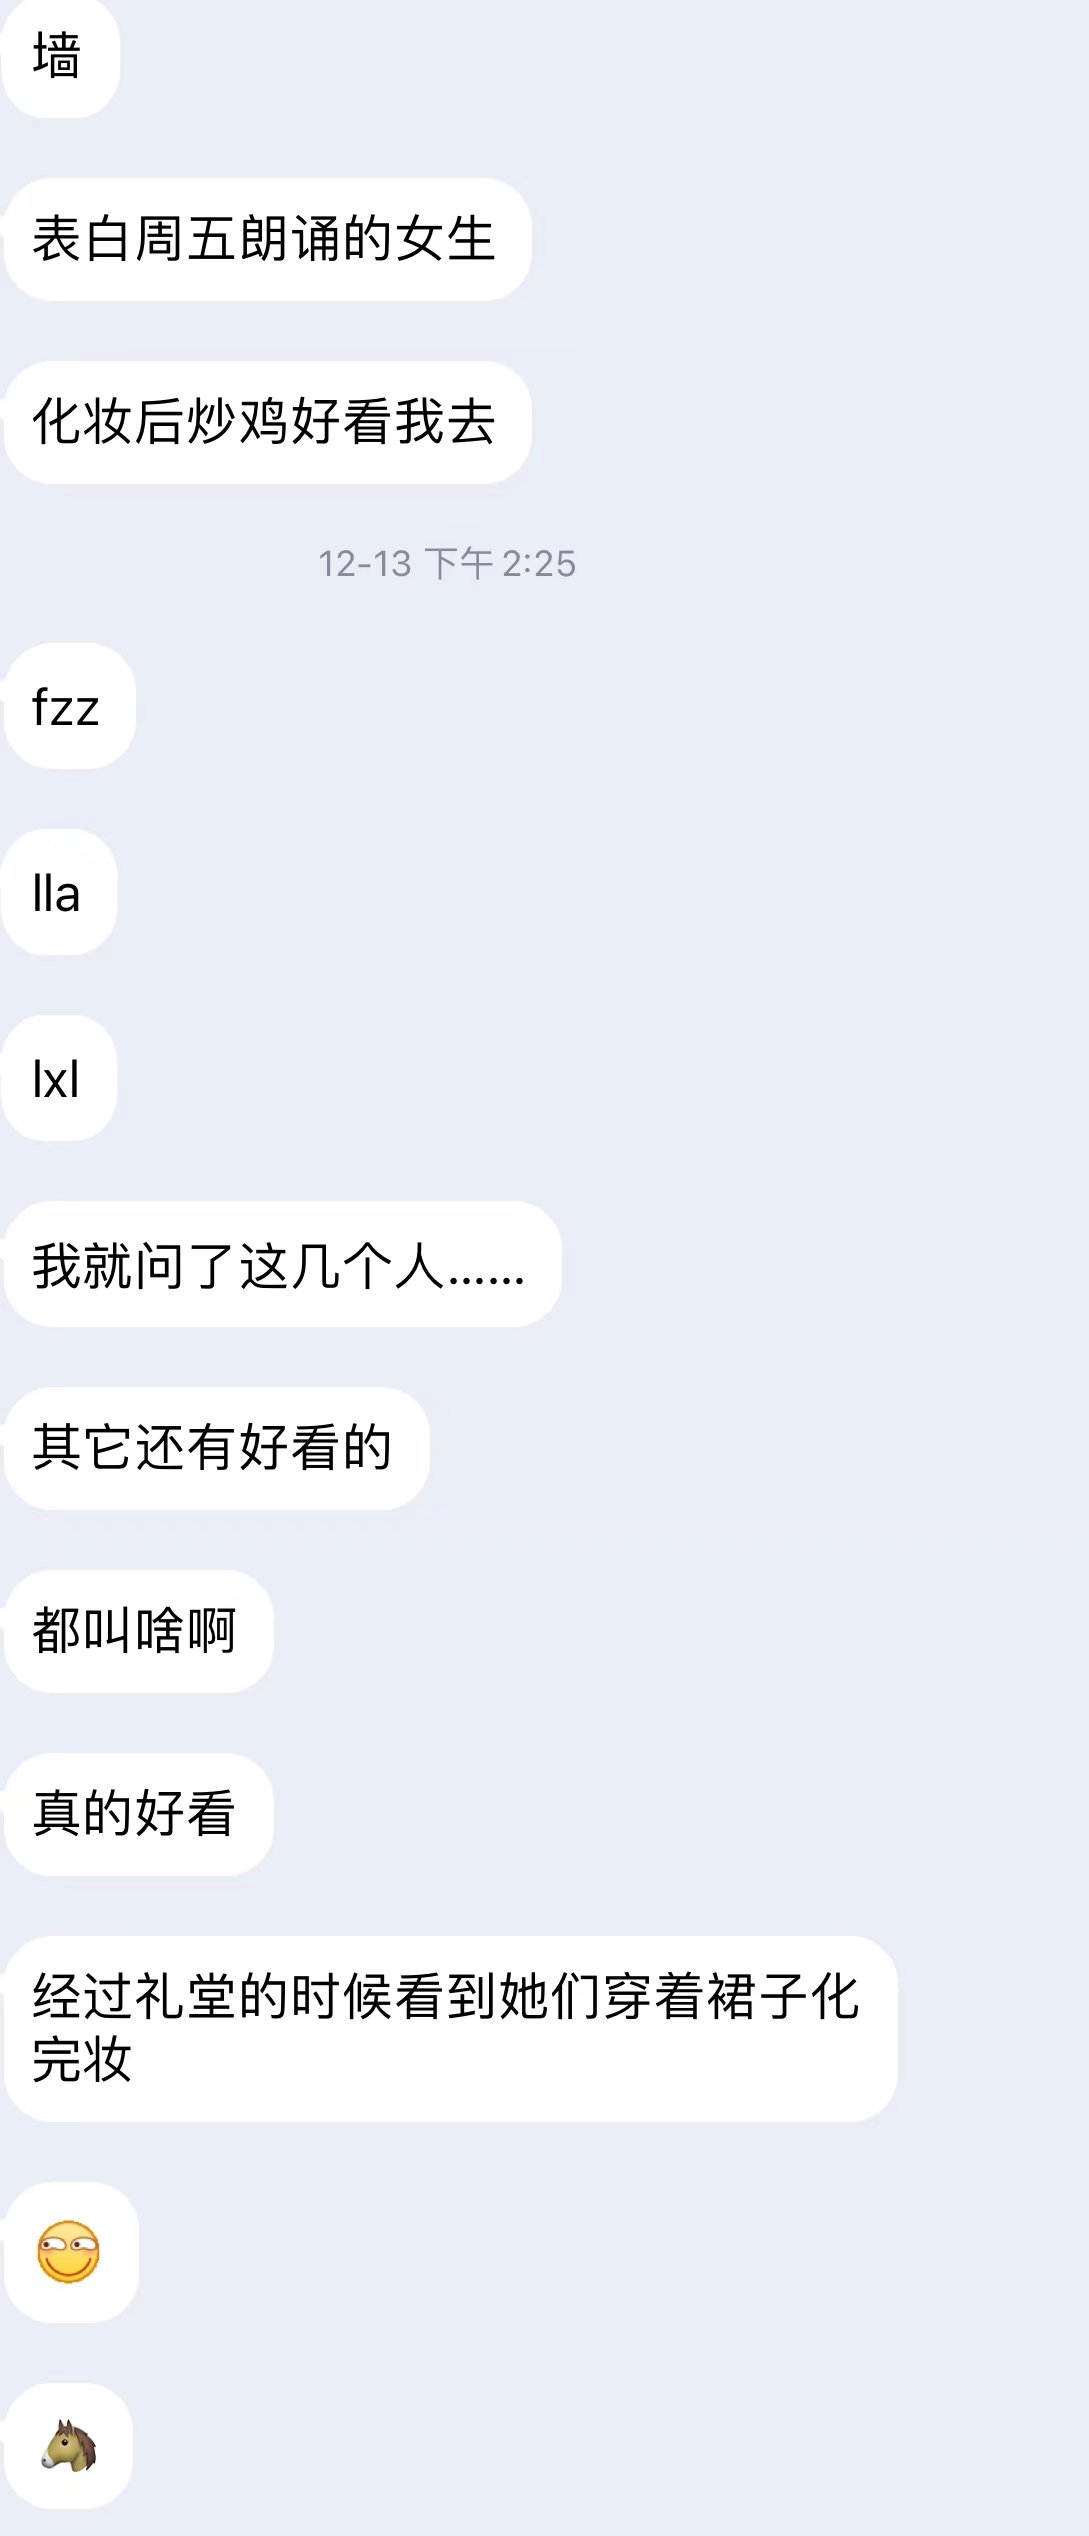 墙
表白周五朗诵的女生
化妆后炒鸡好看我去
12-13 下午 2:25
fzz
lla
lxl
我就问了这几个人......
其它还有好看的
都叫啥啊
真的好看
经过礼堂的时候看到她们穿着裙子化
完妆